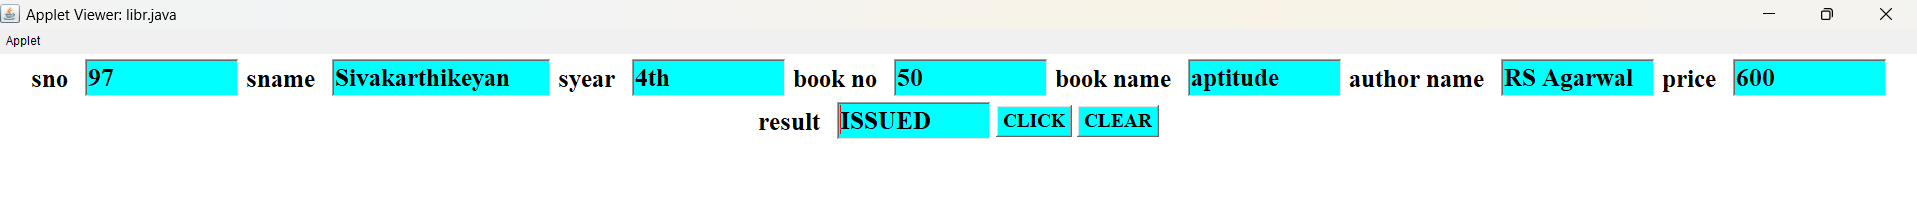 Applet Viewer: libr.java
Applet
sno 97 sname Sivakarthikeyan syear 4th book no 50 book name aptitude author name RS Agarwal price 600
result ISSUED CLICK CLEAR